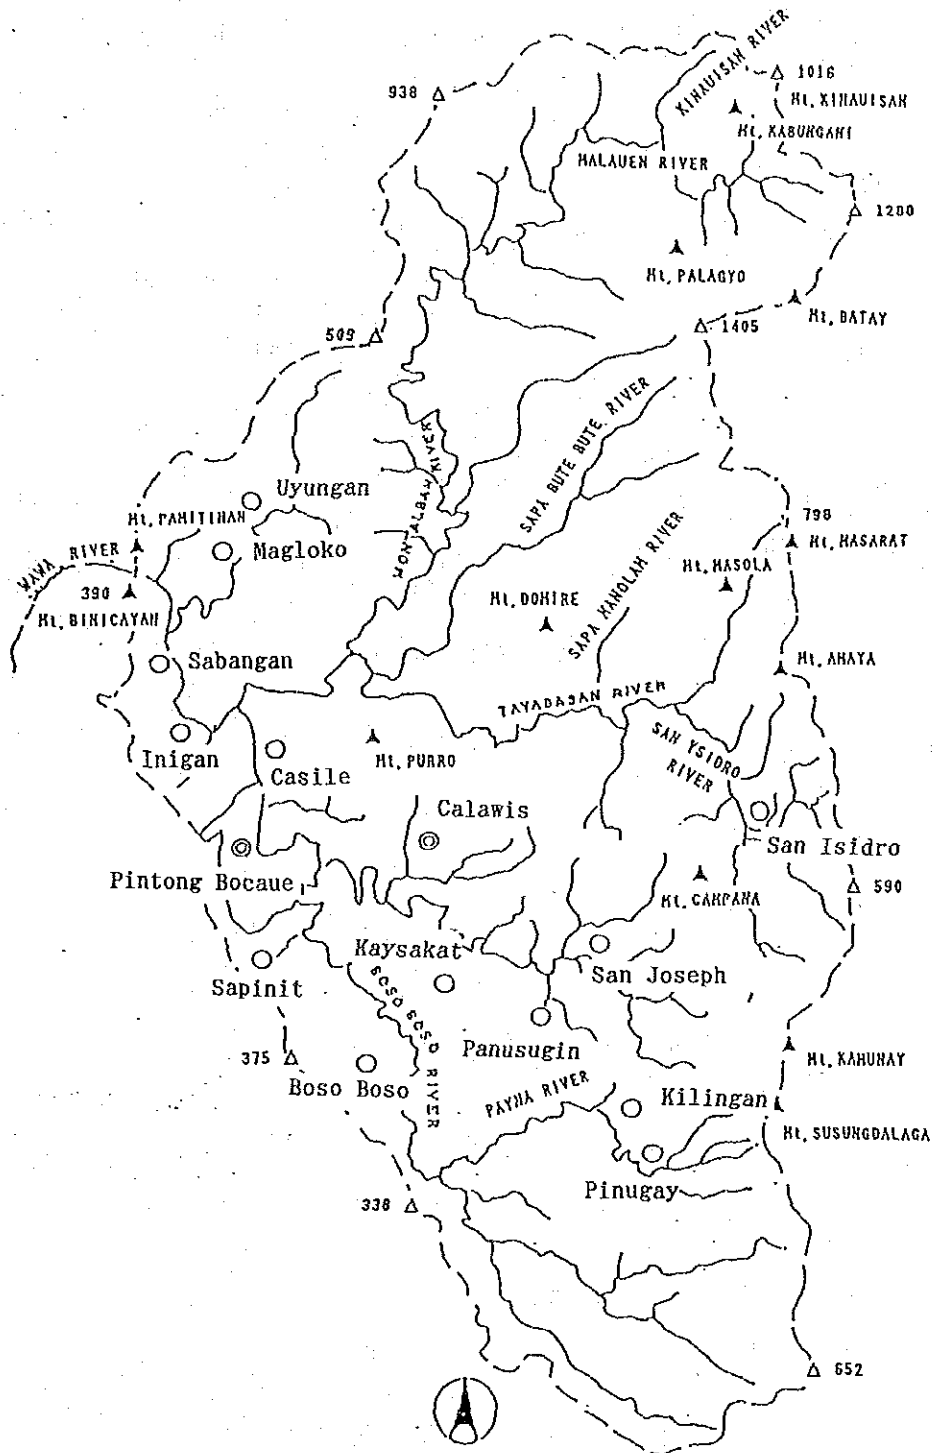 KINAUISAN RIVER
1016
938
Mt. KINAUISAN
Mt. KABUNGANI
MALAUEN RIVER
1280
Mt. PALAGYO
Mt. BATAY
1405
509
SAPA BUTE BUTE. RIVER
MONTALBAN RIVER
Uyungan
Mt. PAMITINAN
798
WAWA RIVER
Magloko
Mt. MASARAT
SAPA MANOLAH RIVER
Mt. MASOLA
390
Mt. BINICAYAN
Mt. DOMIRE
Sabangan
Mt. AMAYA
TAYABASAN RIVER
SAN YSIDRO
RIVER
Inigan
Casile
Mt. PURRO
Calawis
San Isidro
Pintong Bocaue
590
Mt. CAMPANA
Kaysakat
San Joseph
Sapinit
BOSO BOSO RIVER
Panusugin
375
Mt. KAHUNAY
Boso Boso
PAYNA RIVER
Kilingan
Mt. SUSUNGDALAGA
Pinugay
338
652